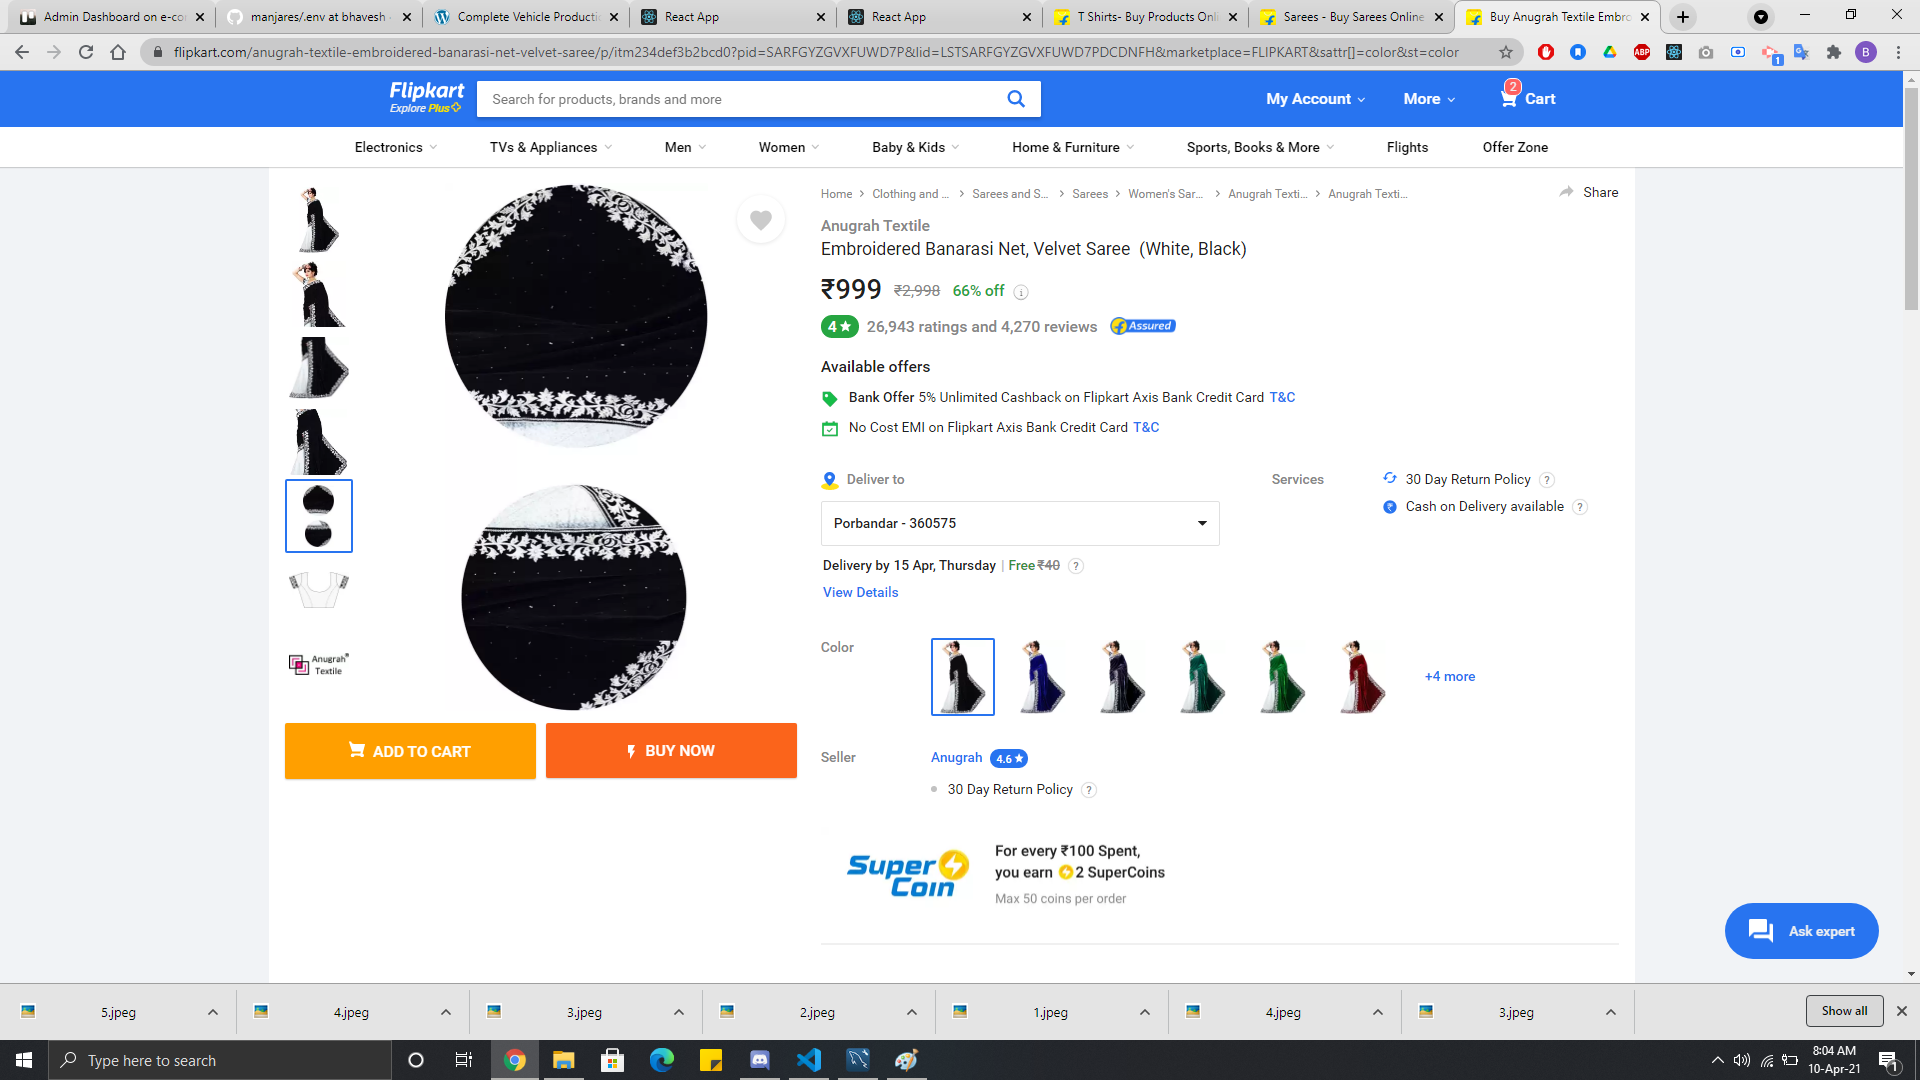 Admin Dashboard on e-co
manjares/.env at bhavesh
Complete Vehicle Producti
React App
React App
T Shirts- Buy Products Onl
Sarees - Buy Sarees Online
Buy Anugrah Textile Embro
flipkart.com/anugrah-textile-embroidered-banarasi-net-velvet-saree/p/itm234def3b2bcd0?pid=SARFGYZGVXFUWD7P&lid=LSTSARFGYZGVXFUWD7PDCDNFH&marketplace=FLIPKART&sattr[]=color&st=color
ABP
1
B
Flipkart
Explore Plus
Search for products, brands and more
My Account
More
2
Cart
Electronics
TVs & Appliances
Men
Women
Baby & Kids
Home & Furniture
Sports, Books & More
Flights
Offer Zone
Home
Clothing and ...
Sarees and S...
Sarees
Women's Sar...
Anugrah Texti...
Anugrah Texti...
Share
Anugrah Textile
Embroidered Banarasi Net, Velvet Saree (White, Black)
₹999 ₹2,998 66% off i
4 ★ 26,943 ratings and 4,270 reviews Assured
Available offers
Bank Offer 5% Unlimited Cashback on Flipkart Axis Bank Credit Card T&C
No Cost EMI on Flipkart Axis Bank Credit Card T&C
Deliver to
Porbandar - 360575
Delivery by 15 Apr, Thursday | Free ₹40 ?
View Details
Services
30 Day Return Policy ?
Cash on Delivery available ?
Color
+4 more
Anugrah®
Textile
ADD TO CART
BUY NOW
Seller
Anugrah 4.6 ★
30 Day Return Policy ?
Super
Coin
For every ₹100 Spent,
you earn 2 SuperCoins
Max 50 coins per order
Ask expert
5.jpeg
4.jpeg
3.jpeg
2.jpeg
1.jpeg
4.jpeg
3.jpeg
Show all
Type here to search
8:04 AM
10-Apr-21
1